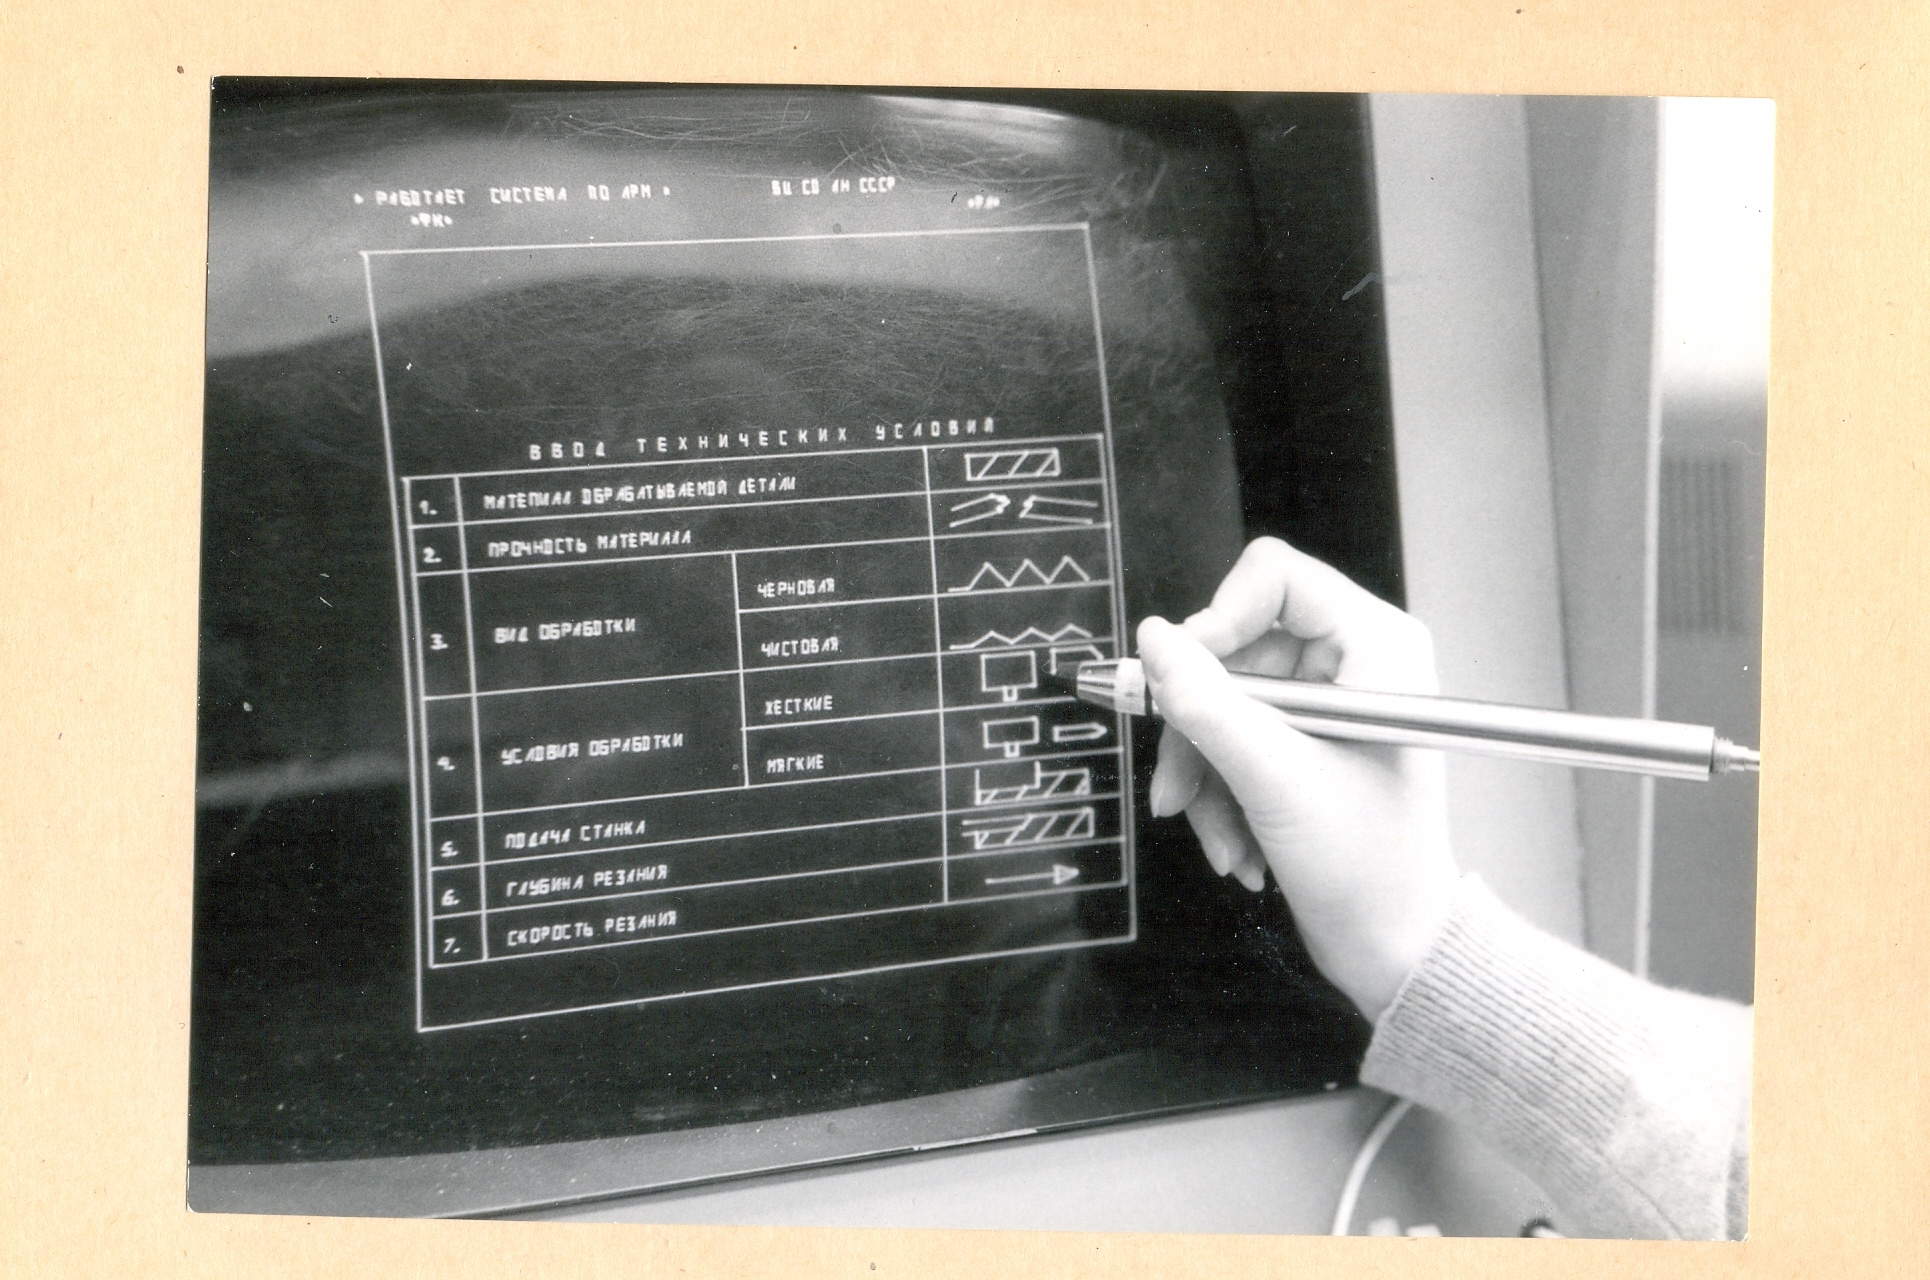 • РАБОТАЕТ СИСТЕМА ПО АРМ • ВЦ СО АН СССР
•РК•
ВВОД ТЕХНИЧЕСКИХ УСЛОВИЙ
1. МАТЕРИАЛ ОБРАБАТЫВАЕМОЙ ДЕТАЛИ
2. ПРОЧНОСТЬ МАТЕРИАЛА
3. ВИД ОБРАБОТКИ
ЧЕРНОВАЯ
ЧИСТОВАЯ
4. УСЛОВИЯ ОБРАБОТКИ
ЖЕСТКИЕ
МЯГКИЕ
5. ПОДАЧА СТАНКА
6. ГЛУБИНА РЕЗАНИЯ
7. СКОРОСТЬ РЕЗАНИЯ